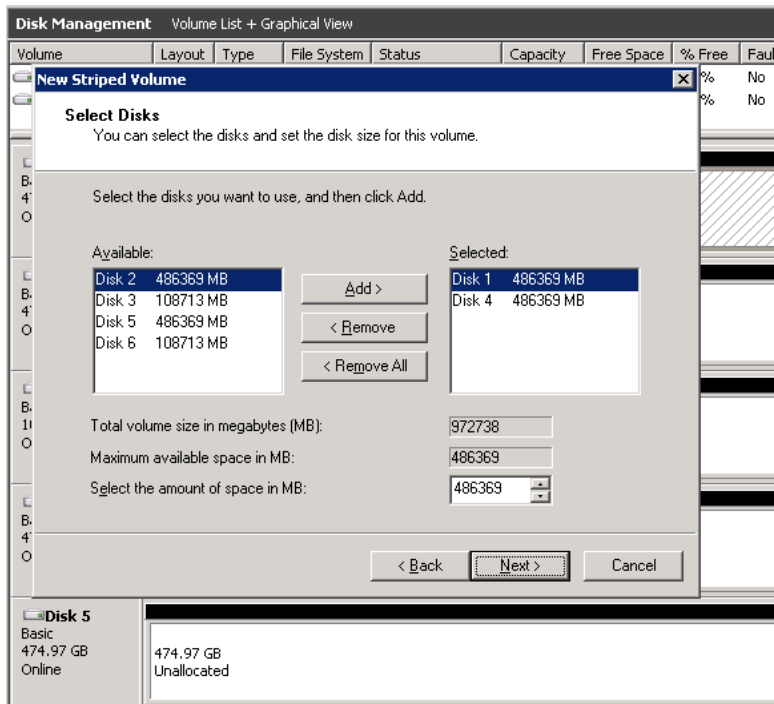 Disk Management Volume List + Graphical View
Volume Layout Type File System Status Capacity Free Space % Free Faul
New Striped Volume
% No
% No
Select Disks
You can select the disks and set the disk size for this volume.
Select the disks you want to use, and then click Add.
Available: Selected:
Disk 2 486369 MB Add > Disk 1 486369 MB
Disk 3 108713 MB Disk 4 486369 MB
Disk 5 486369 MB < Remove
Disk 6 108713 MB
< Remove All
Total volume size in megabytes (MB): 972738
Maximum available space in MB: 486369
Select the amount of space in MB: 486369
< Back Next > Cancel
Disk 5
Basic
474.97 GB 474.97 GB
Online Unallocated